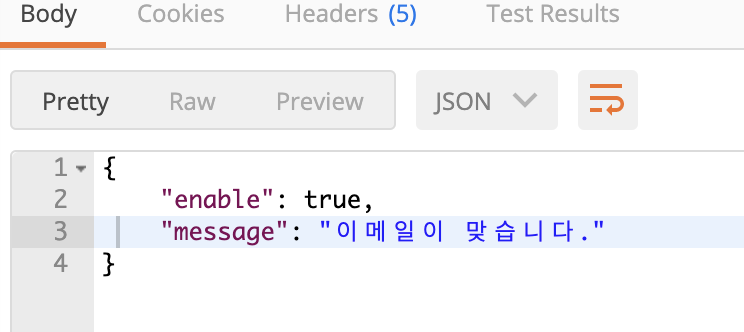 Body Cookies Headers (5) Test Results
Pretty Raw Preview JSON
1 {
2 "enable": true,
3 "message": "이메일이 맞습니다."
4 }